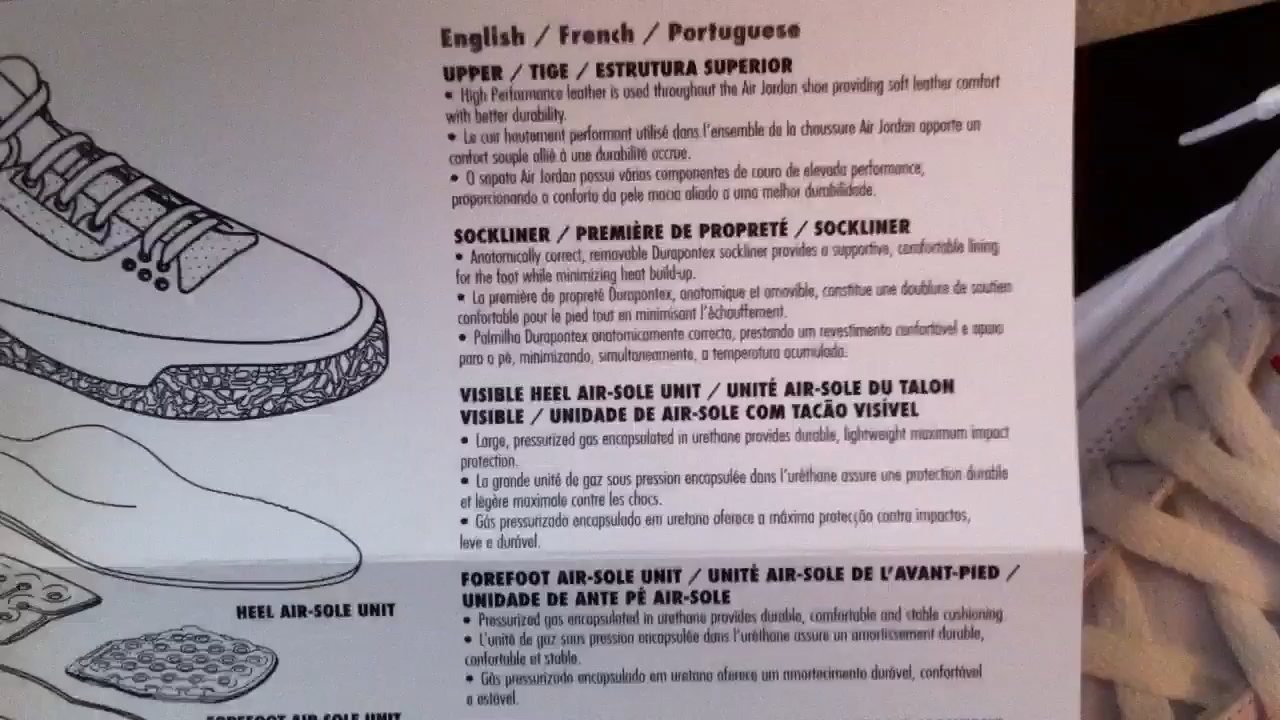 English / French / Portuguese
UPPER / TIGE / ESTRUTURA SUPERIOR
• High Performance leather is used throughout the Air Jordan shoe providing soft leather comfort
with better durability.
• Le cuir hautement performant utilisé dans l'ensemble de la chaussure Air Jordan apporte un
confort souple allié à une durabilité accrue.
• O sapato Air Jordan possui vários componentes de couro de elevada performance,
proporcionando o conforto da pele macia aliado a uma melhor durabilidade.
SOCKLINER / PREMIÈRE DE PROPRETÉ / SOCKLINER
• Anatomically correct, removable Durapontex sockliner provides a supportive, comfortable lining
for the foot while minimizing heat build-up.
• La première de propreté Durapontex, anatomique et amovible, constitue une doublure de soutien
confortable pour le pied tout en minimisant l'échauffement.
• Palmilha Durapontex anatomicamente correcta, prestando um revestimento confortável e apoio
para o pé, minimizando, simultaneamente, a temperatura acumulada.
VISIBLE HEEL AIR-SOLE UNIT / UNITÉ AIR-SOLE DU TALON
VISIBLE / UNIDADE DE AIR-SOLE COM TACÃO VISÍVEL
• Large, pressurized gas encapsulated in urethane provides durable, lightweight maximum impact
protection.
• La grande unité de gaz sous pression encapsulée dans l'uréthane assure une protection durable
et légère maximale contre les chocs.
• Gás pressurizado encapsulado em uretano oferece a máxima protecção contra impactos,
leve e durável.
FOREFOOT AIR-SOLE UNIT / UNITÉ AIR-SOLE DE L'AVANT-PIED /
UNIDADE DE ANTE PÉ AIR-SOLE
• Pressurized gas encapsulated in urethane provides durable, comfortable and stable cushioning.
• L'unité de gaz sous pression encapsulée dans l'uréthane assure un amortissement durable,
confortable et stable.
• Gás pressurizado encapsulado em uretano oferece um amortecimento durável, confortável
e estável.
HEEL AIR-SOLE UNIT
FOREFOOT AIR-SOLE UNIT